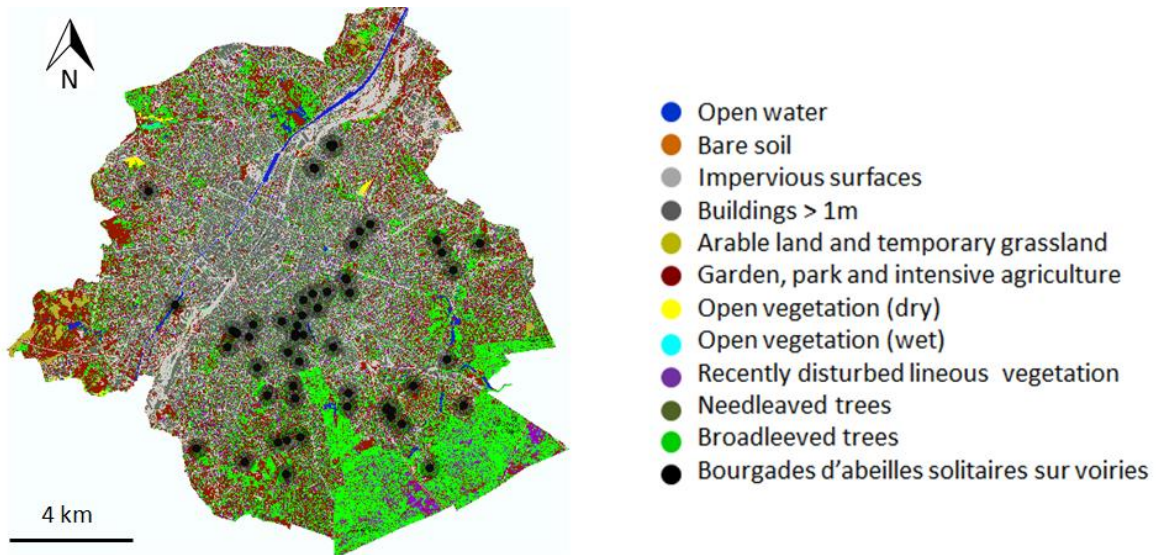 N
4 km
Open water
Bare soil
Impervious surfaces
Buildings > 1m
Arable land and temporary grassland
Garden, park and intensive agriculture
Open vegetation (dry)
Open vegetation (wet)
Recently disturbed lineous vegetation
Needleaved trees
Broadleeved trees
Bourgades d'abeilles solitaires sur voiries